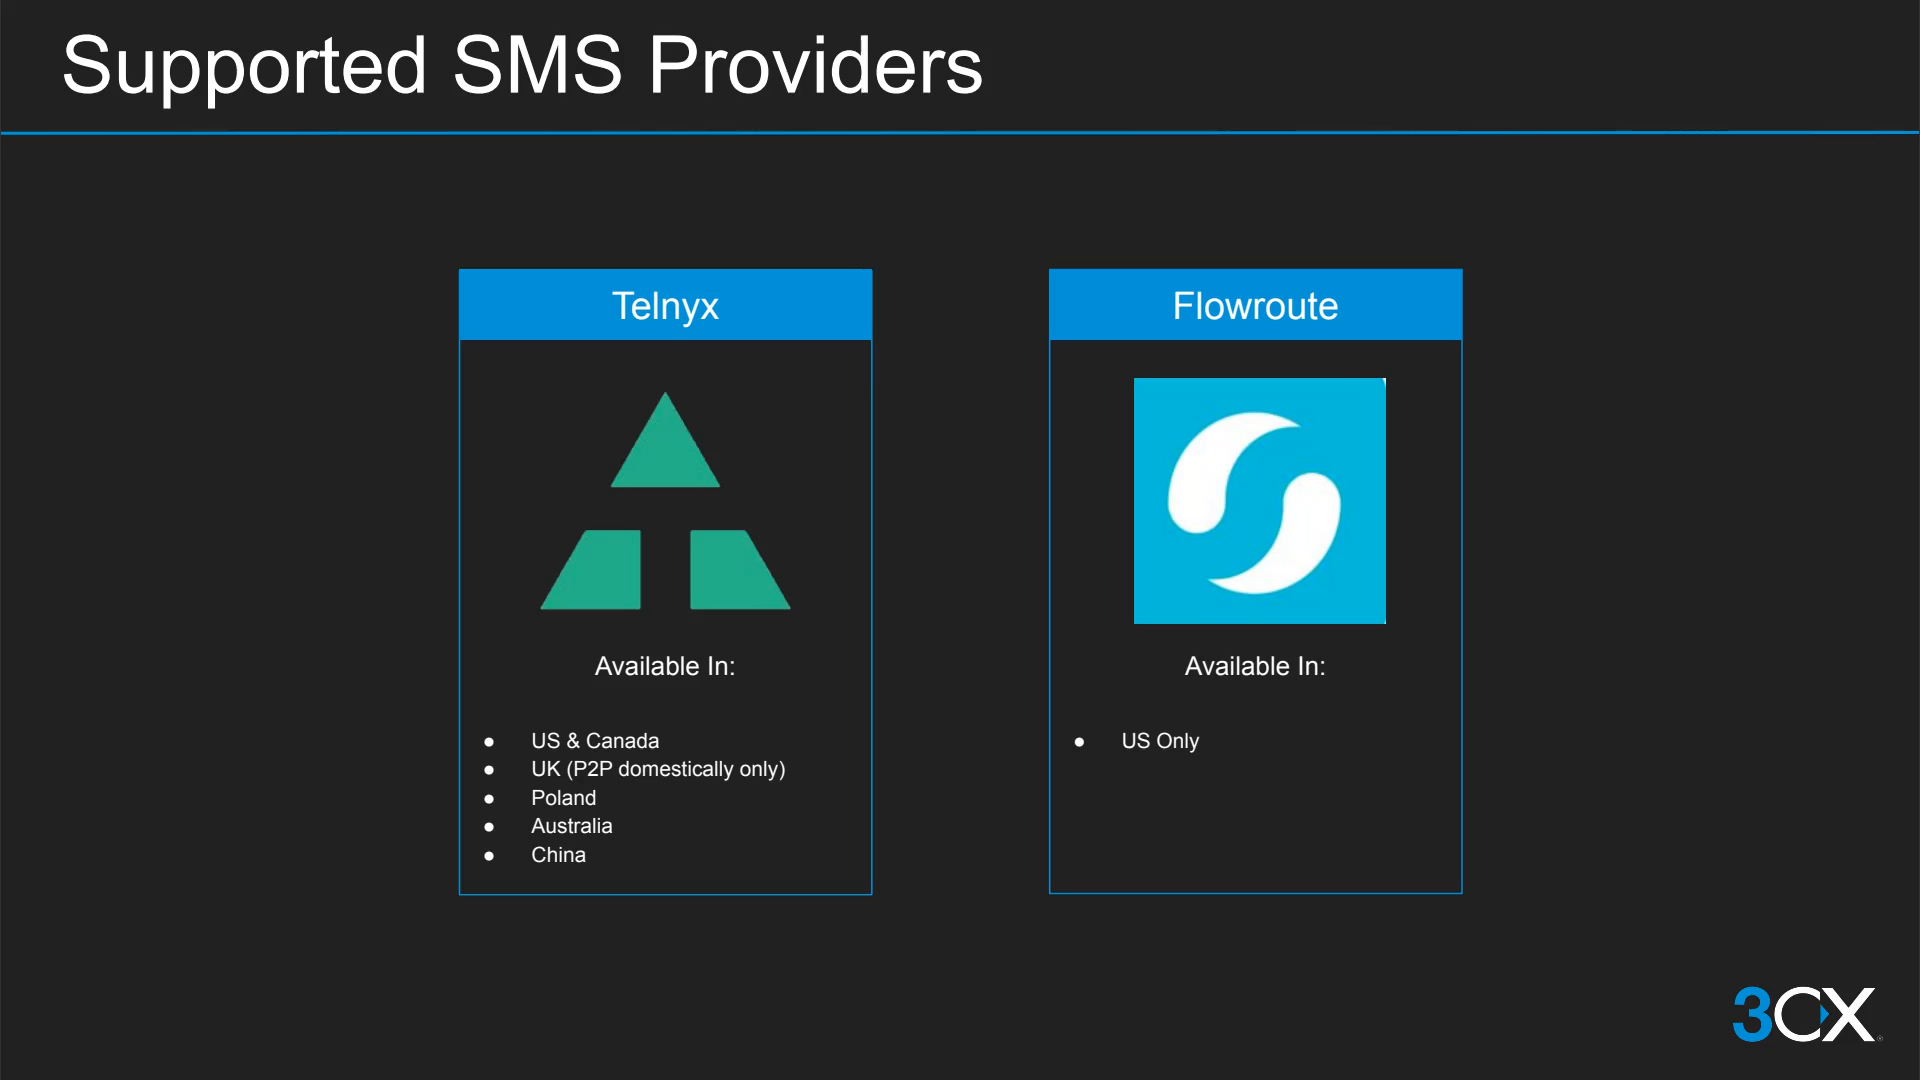 Supported SMS Providers
Telnyx
Available In:
● US & Canada
● UK (P2P domestically only)
● Poland
● Australia
● China
Flowroute
Available In:
● US Only
3CX®